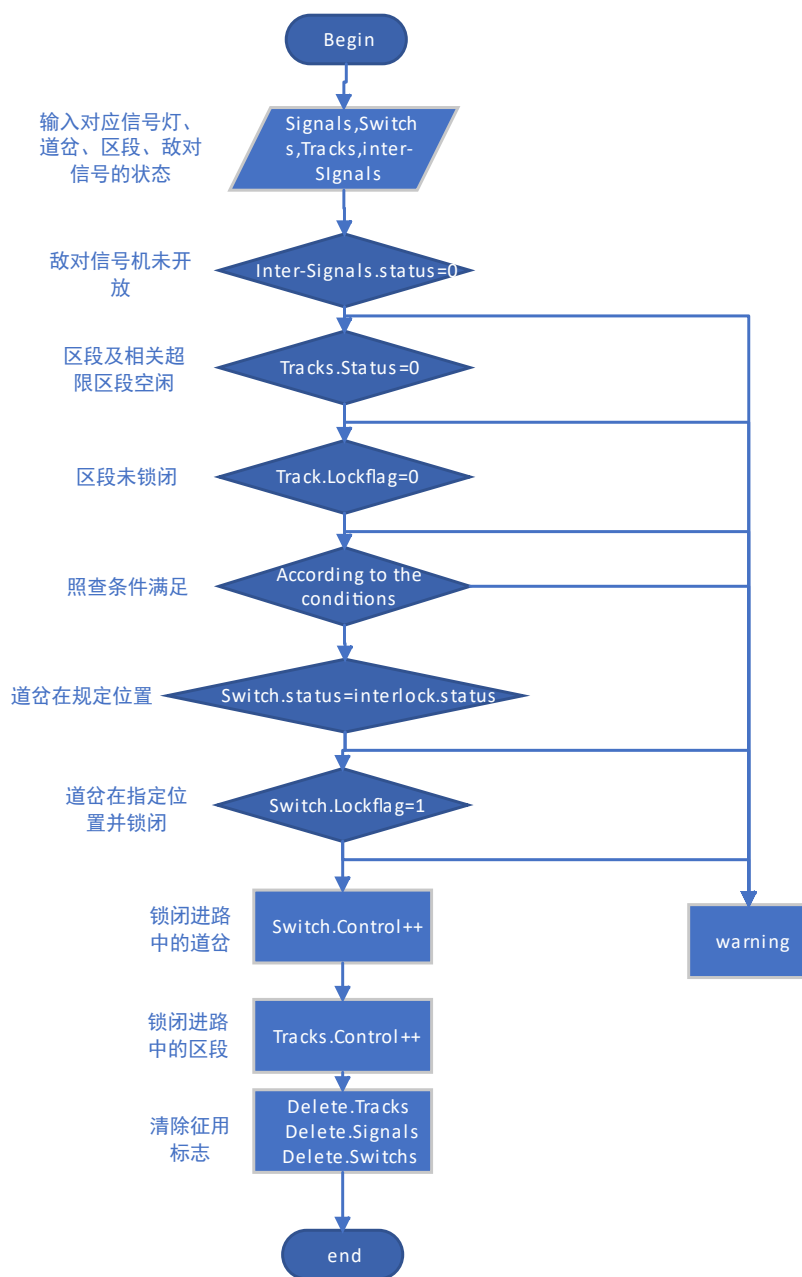 Begin
输入对应信号灯、
道岔、区段、敌对
信号的状态
Signals,Switch
s,Tracks,inter-
SIgnals
敌对信号机未开
放
Inter-Signals.status=0
区段及相关超
限区段空闲
Tracks.Status=0
区段未锁闭
Track.Lockflag=0
照查条件满足
According to the
conditions
道岔在规定位置
Switch.status=interlock.status
道岔在指定位
置并锁闭
Switch.Lockflag=1
锁闭进路
中的道岔
Switch.Control++
warning
锁闭进路
中的区段
Tracks.Control++
清除征用
标志
Delete.Tracks
Delete.Signals
Delete.Switchs
end